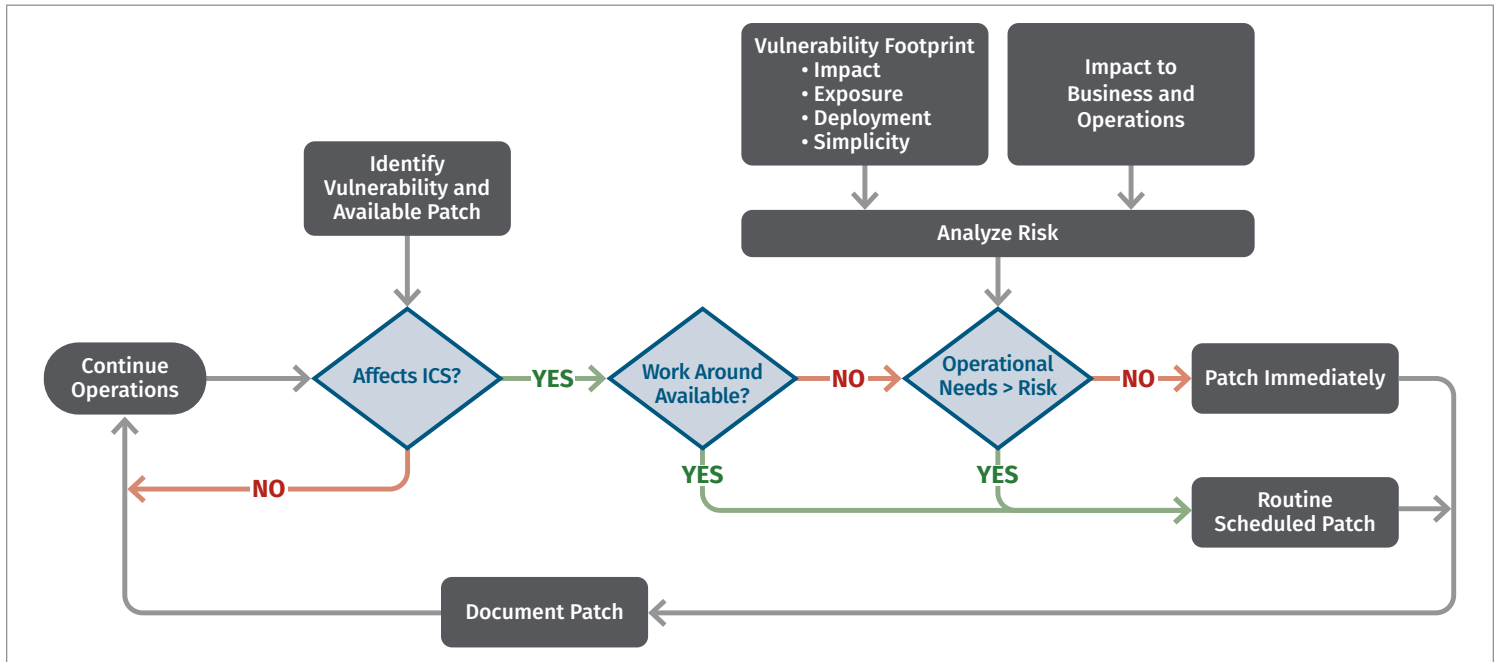 Vulnerability Footprint
• Impact
• Exposure
• Deployment
• Simplicity
Impact to
Business and
Operations
Identify
Vulnerability and
Available Patch
Analyze Risk
Continue
Operations
Affects ICS?
YES
Work Around
Available?
NO
Operational
Needs > Risk
NO
Patch Immediately
NO
YES
YES
Routine
Scheduled Patch
Document Patch